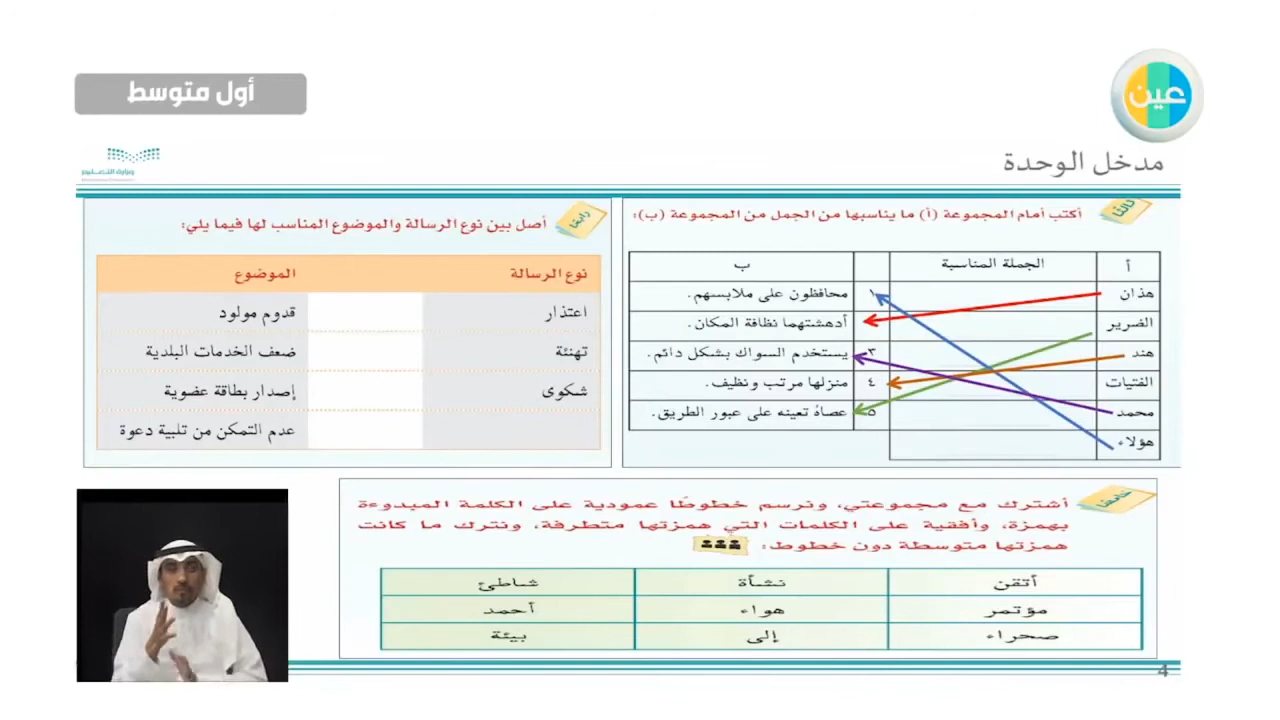 أول متوسط
عين
وزارة التعليم
مدخل الوحدة
ثالثًا
أكتب أمام المجموعة (أ) ما يناسبها من الجمل من المجموعة (ب):
أ الجملة المناسبة ب
هذان ١ محافظون على ملابسهم.
الضرير أدهشتهما نظافة المكان.
هند ٣ يستخدم السواك بشكل دائم.
الفتيات ٤ منزلها مرتب ونظيف.
محمد ٥ عصاهُ تعينه على عبور الطريق.
هؤلاء
رابعًا
أصل بين نوع الرسالة والموضوع المناسب لها فيما يلي:
نوع الرسالة الموضوع
اعتذار قدوم مولود
تهنئة ضعف الخدمات البلدية
شكوى إصدار بطاقة عضوية
عدم التمكن من تلبية دعوة
خامسًا
أشترك مع مجموعتي، ونرسم خطوطًا عمودية على الكلمة المبدوءة
بهمزة، وأفقية على الكلمات التي همزتها متطرفة، ونترك ما كانت
همزتها متوسطة دون خطوط:
أتقن نشأة شاطئ
مؤتمر هواء أحمد
صحراء إلى بيئة
4